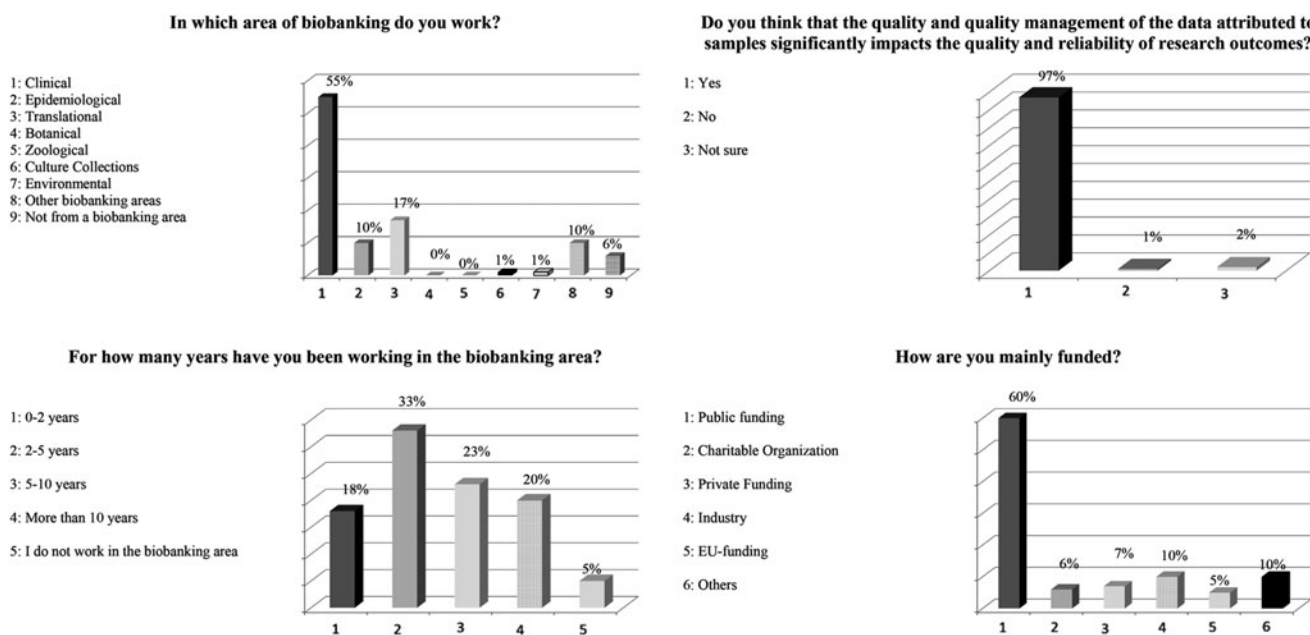 In which area of biobanking do you work?
1: Clinical
2: Epidemiological
3: Translational
4: Botanical
5: Zoological
6: Culture Collections
7: Environmental
8: Other biobanking areas
9: Not from a biobanking area
55%
10%
17%
0%
0%
1%
1%
10%
6%
1 2 3 4 5 6 7 8 9
Do you think that the quality and quality management of the data attributed to
samples significantly impacts the quality and reliability of research outcomes?
1: Yes
2: No
3: Not sure
97%
1%
2%
1 2 3
For how many years have you been working in the biobanking area?
1: 0-2 years
2: 2-5 years
3: 5-10 years
4: More than 10 years
5: I do not work in the biobanking area
18%
33%
23%
20%
5%
1 2 3 4 5
How are you mainly funded?
1: Public funding
2: Charitable Organization
3: Private Funding
4: Industry
5: EU-funding
6: Others
60%
6%
7%
10%
5%
10%
1 2 3 4 5 6